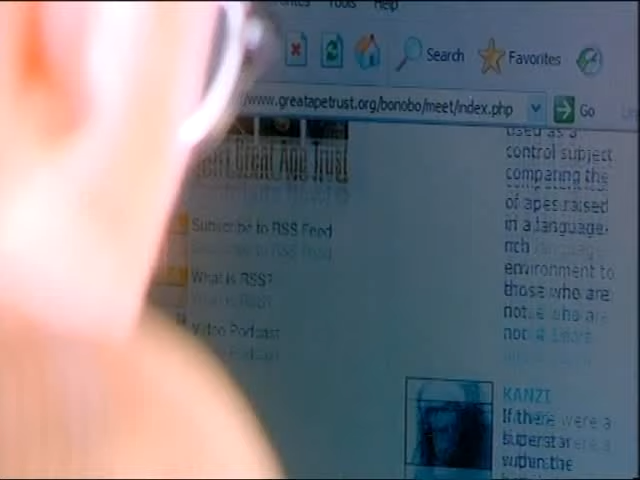 Tools Help
Search Favorites
/www.greatapetrust.org/bonobo/meet/index.php Go
Great Ape Trust
Subscribe to RSS Feed
What is RSS?
Video Podcast
used as a
control subject
comparing the
of apes raised
in a language-
rich
environment to
those who are
not.
KANZI
If there were a
superstar
within the